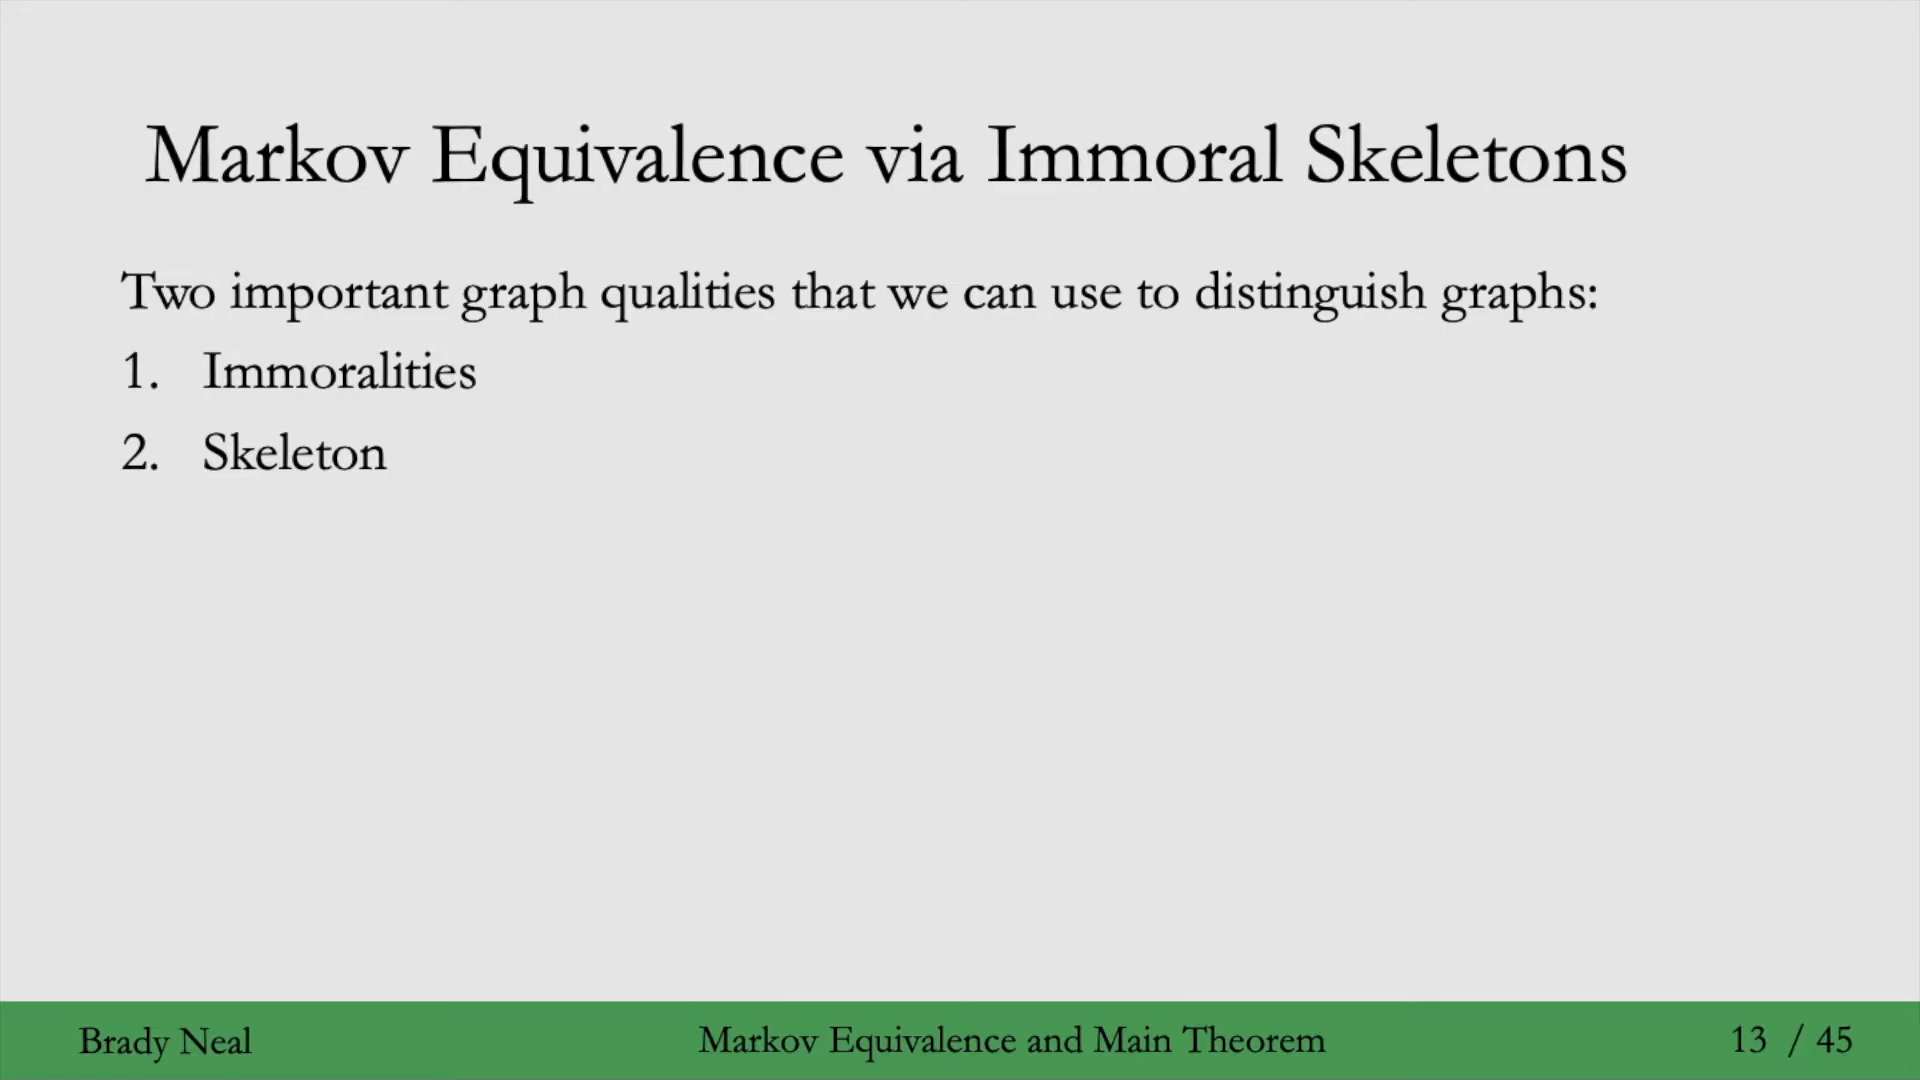 Markov Equivalence via Immoral Skeletons
Two important graph qualities that we can use to distinguish graphs:
1. Immoralities
2. Skeleton
Brady Neal
Markov Equivalence and Main Theorem
13 / 45